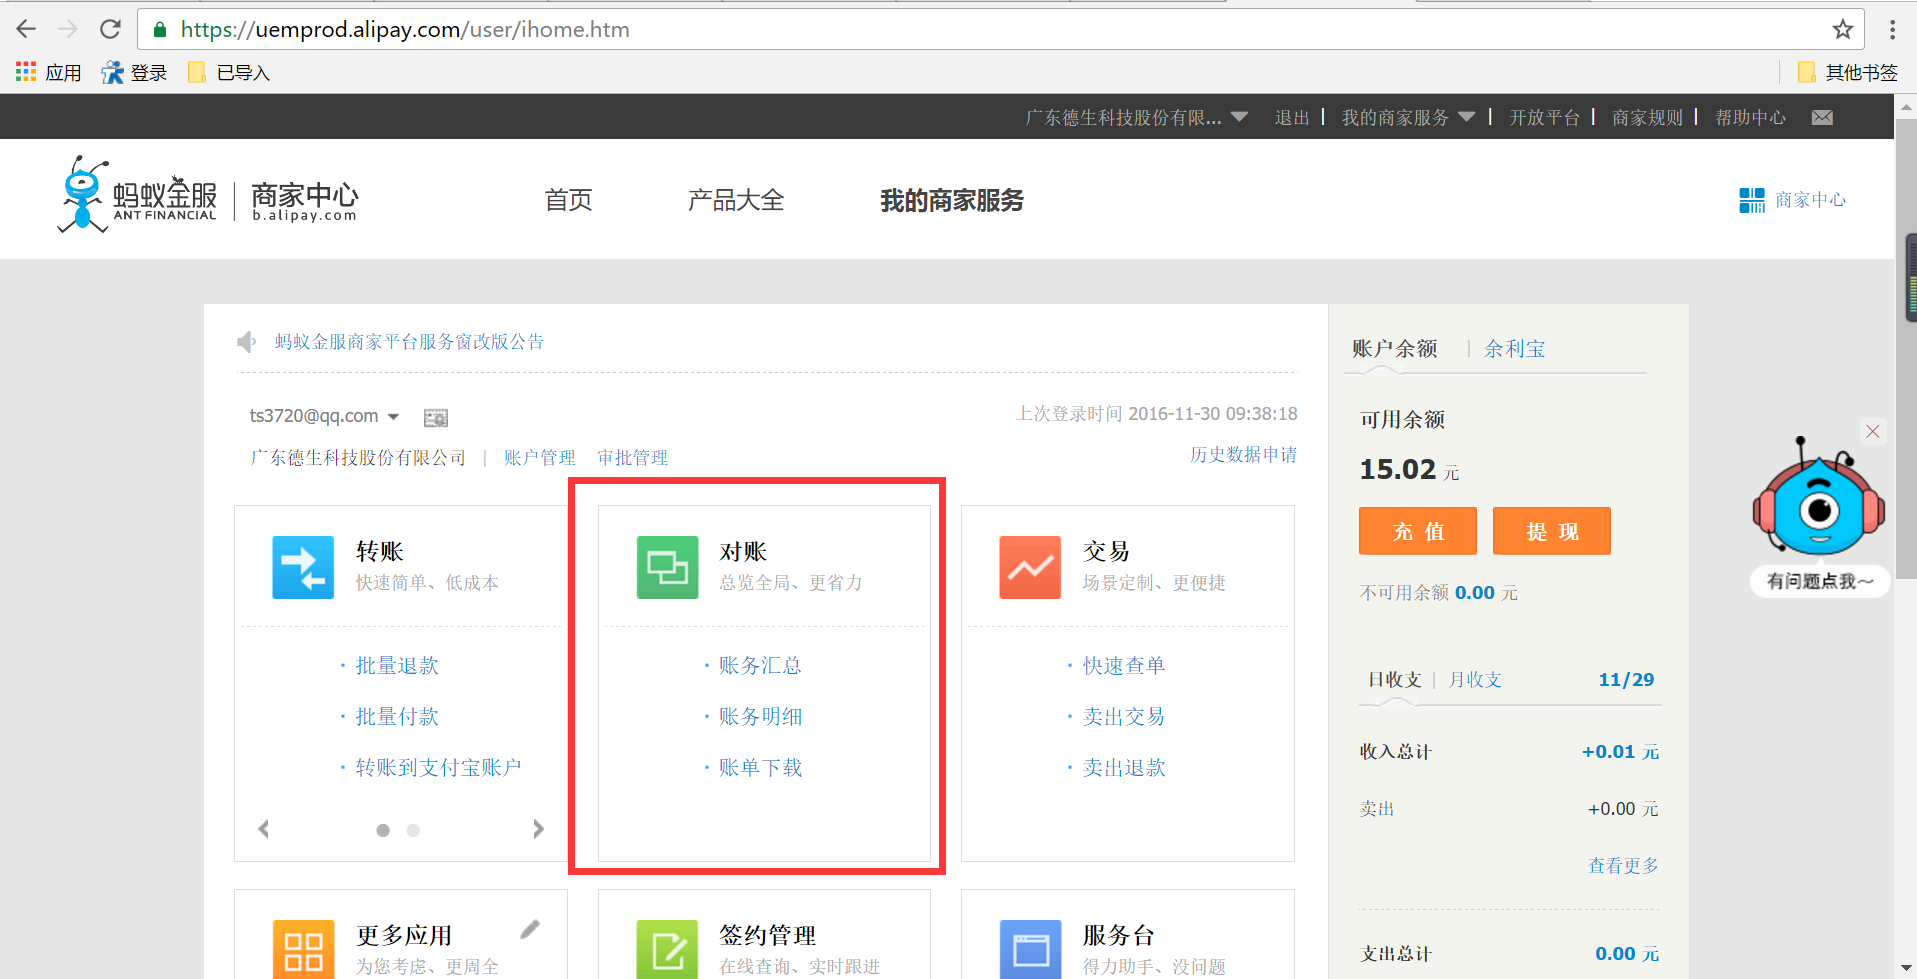 https://uemprod.alipay.com/user/ihome.htm
应用 登录 已导入 其他书签
广东德生科技股份有限... 退出 我的商家服务 开放平台 商家规则 帮助中心
蚂蚁金服 ANT FINANCIAL 商家中心 b.alipay.com
首页 产品大全 我的商家服务 商家中心
蚂蚁金服商家平台服务窗改版公告
ts3720@qq.com 上次登录时间 2016-11-30 09:38:18
广东德生科技股份有限公司 | 账户管理 审批管理 历史数据申请
转账
快速简单、低成本
· 批量退款
· 批量付款
· 转账到支付宝账户
对账
总览全局、更省力
· 账务汇总
· 账务明细
· 账单下载
交易
场景定制、更便捷
· 快速查单
· 卖出交易
· 卖出退款
更多应用
为您考虑、更周全
签约管理
在线查询、实时跟进
服务台
得力助手、没问题
账户余额 | 余利宝
可用余额
15.02 元
充值 提现
不可用余额 0.00 元
日收支 | 月收支 11/29
收入总计 +0.01 元
卖出 +0.00 元
查看更多
支出总计 0.00 元
有问题点我~